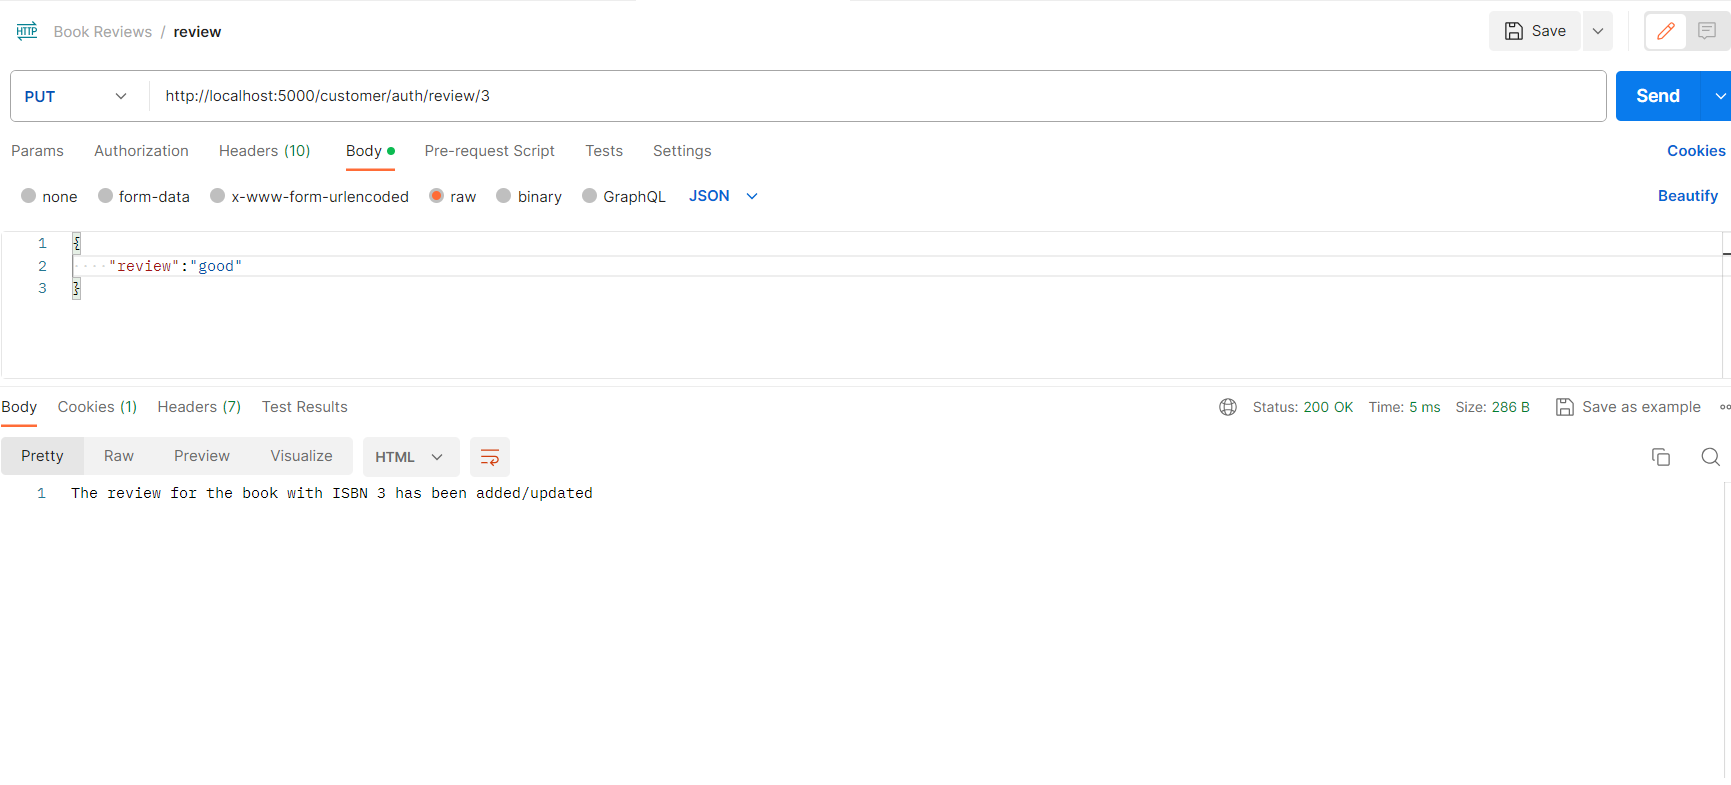 HTTP Book Reviews / review Save
PUT http://localhost:5000/customer/auth/review/3 Send
Params Authorization Headers (10) Body Pre-request Script Tests Settings Cookies
none form-data x-www-form-urlencoded raw binary GraphQL JSON Beautify
1 {
2 "review":"good"
3 }
Body Cookies (1) Headers (7) Test Results Status: 200 OK Time: 5 ms Size: 286 B Save as example
Pretty Raw Preview Visualize HTML
1 The review for the book with ISBN 3 has been added/updated